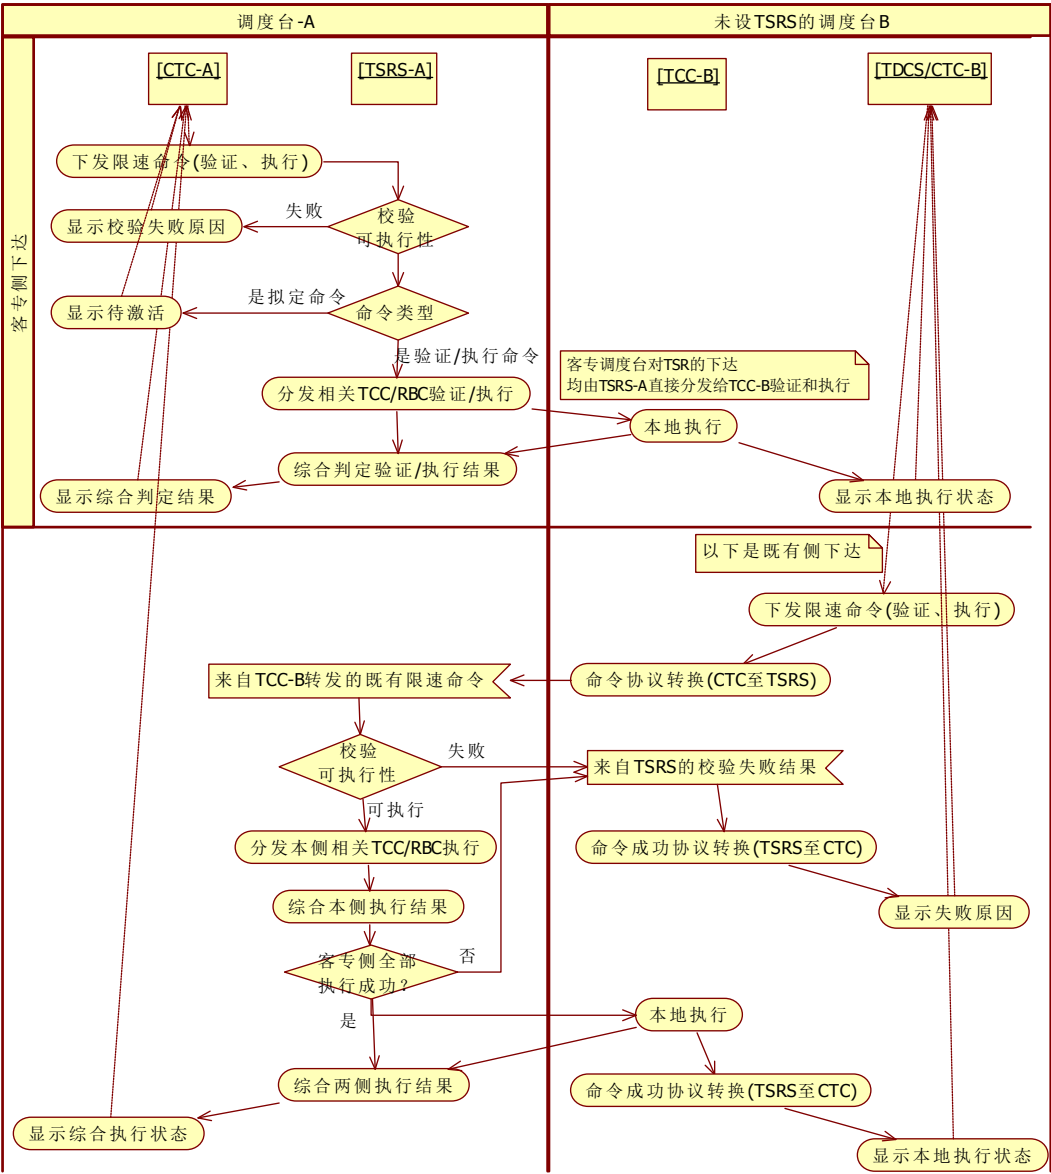 调度台-A
未设TSRS的调度台B
[CTC-A]
[TSRS-A]
[TCC-B]
[TDCS/CTC-B]
客专侧下达
下发限速命令(验证、执行)
校验
可执行性
失败
显示校验失败原因
命令类型
是拟定命令
显示待激活
是验证/执行命令
客专调度台对TSR的下达
均由TSRS-A直接分发给TCC-B验证和执行
分发相关TCC/RBC验证/执行
本地执行
综合判定验证/执行结果
显示综合判定结果
显示本地执行状态
以下是既有侧下达
下发限速命令(验证、执行)
命令协议转换(CTC至TSRS)
来自TCC-B转发的既有限速命令
校验
可执行性
失败
来自TSRS的校验失败结果
可执行
分发本侧相关TCC/RBC执行
命令成功协议转换(TSRS至CTC)
综合本侧执行结果
显示失败原因
客专侧全部
执行成功?
否
是
本地执行
综合两侧执行结果
命令成功协议转换(TSRS至CTC)
显示综合执行状态
显示本地执行状态